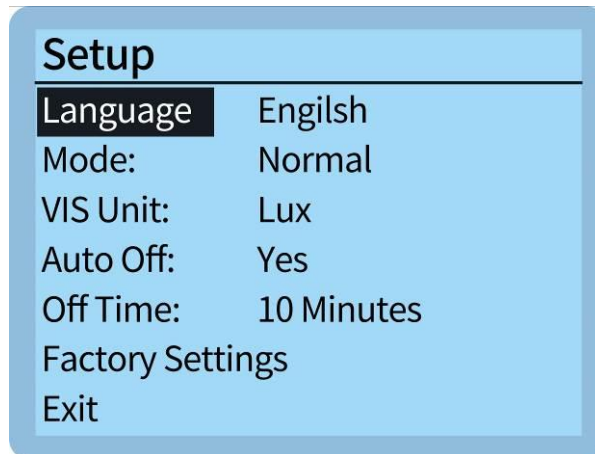 Setup
Language Engilsh
Mode: Normal
VIS Unit: Lux
Auto Off: Yes
Off Time: 10 Minutes
Factory Settings
Exit